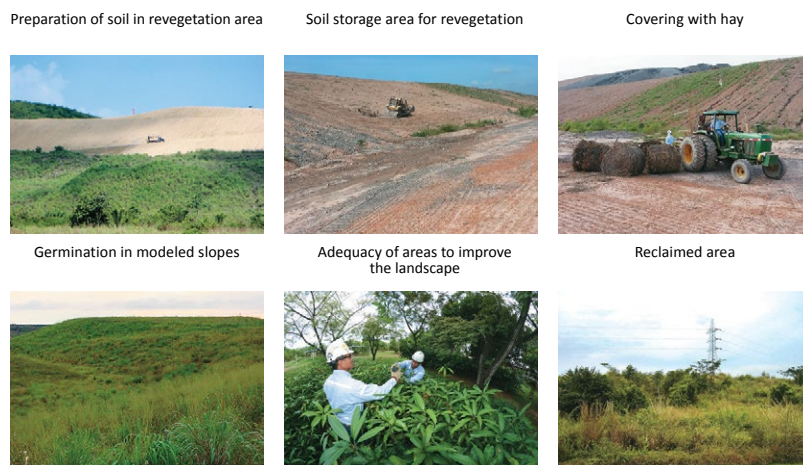 Preparation of soil in revegetation area
Soil storage area for revegetation
Covering with hay
Germination in modeled slopes
Adequacy of areas to improve
the landscape
Reclaimed area